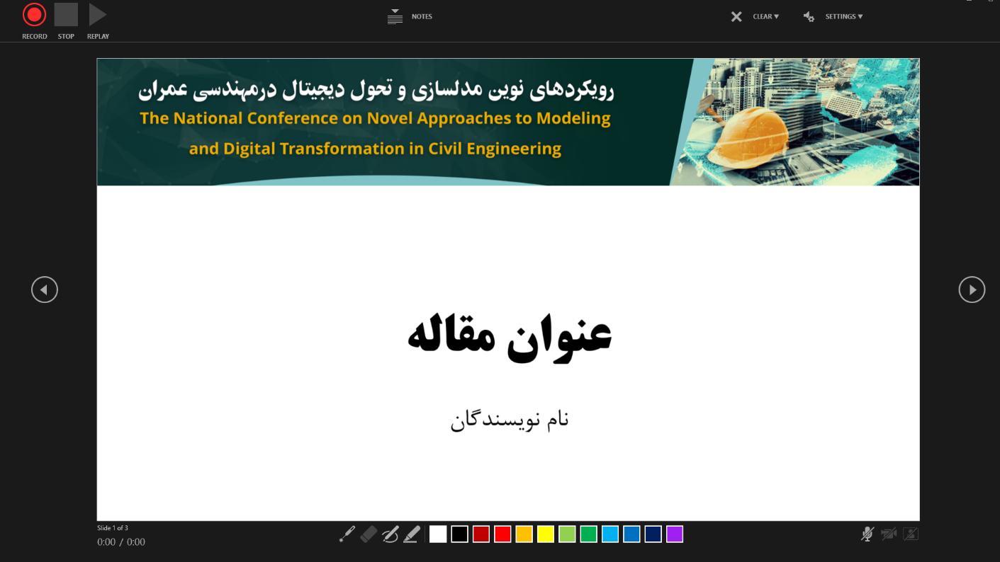 RECORD STOP REPLAY
NOTES
CLEAR ▼
SETTINGS ▼
رویکردهای نوین مدلسازی و تحول دیجیتال درمهندسی عمران
The National Conference on Novel Approaches to Modeling
and Digital Transformation in Civil Engineering
عنوان مقاله
نام نویسندگان
Slide 1 of 3
0:00 / 0:00